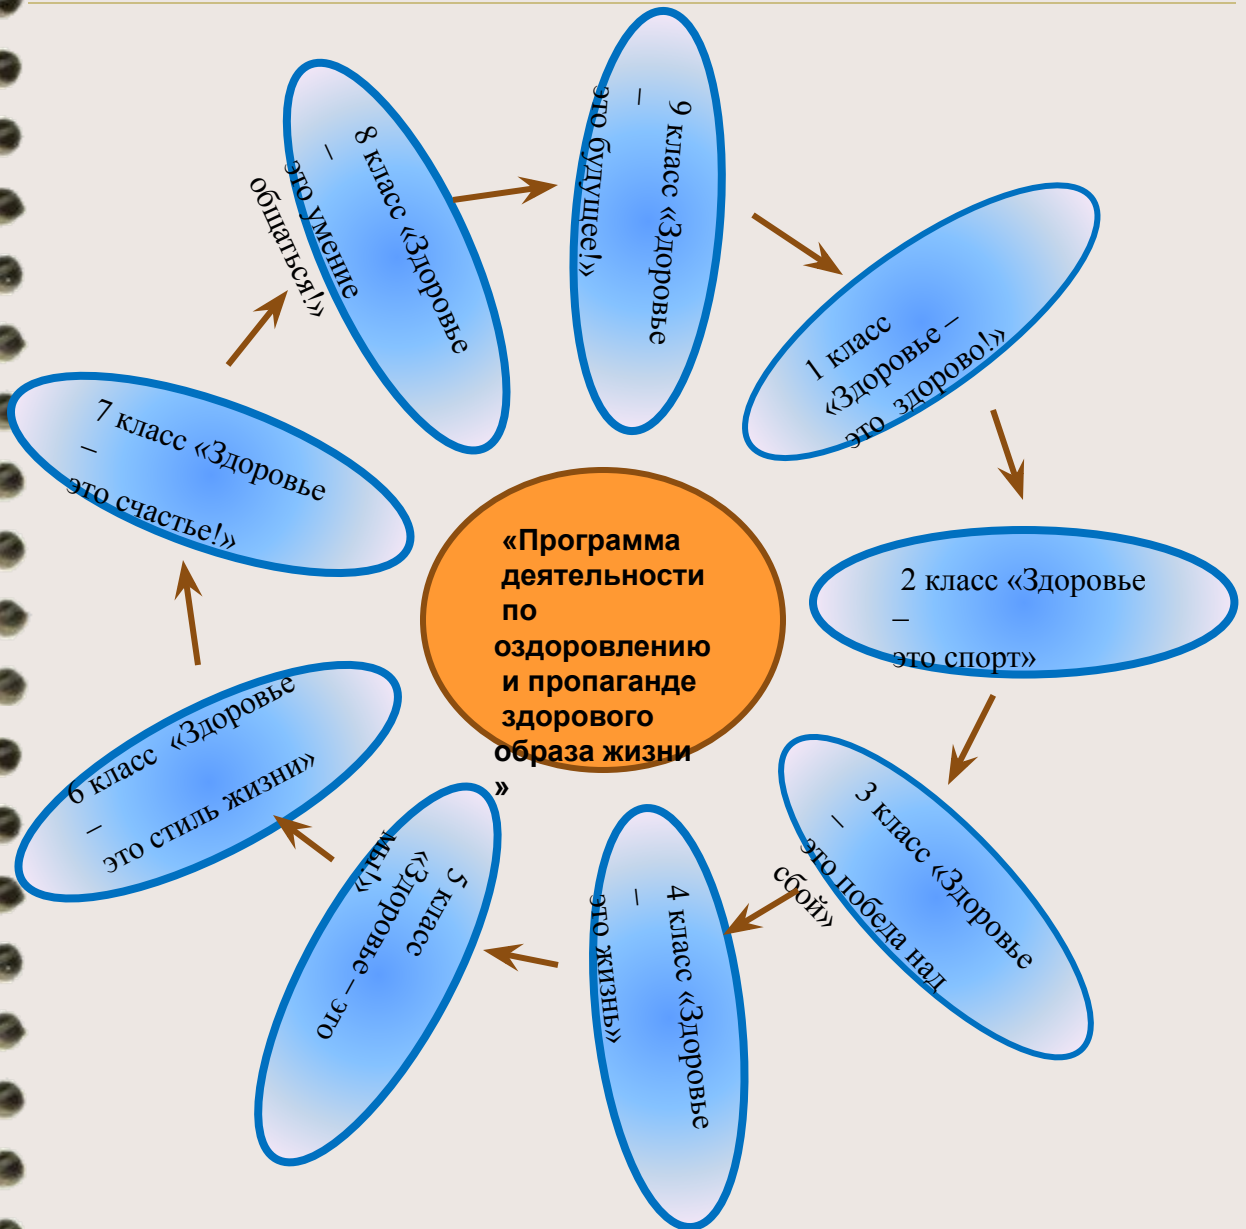 «Программа
деятельности
по
оздоровлению
и пропаганде
здорового
образа жизни
»
1 класс
«Здоровье –
это здорово!»
2 класс «Здоровье
–
это спорт»
3 класс «Здоровье
–
это победа над
сбой»
4 класс «Здоровье
–
это жизнь»
5 класс
«Здоровье – это
мы!»
6 класс «Здоровье
–
это стиль жизни»
7 класс «Здоровье
–
это счастье!»
8 класс «Здоровье
–
это умение
общаться!»
9 класс «Здоровье
–
это будущее!»